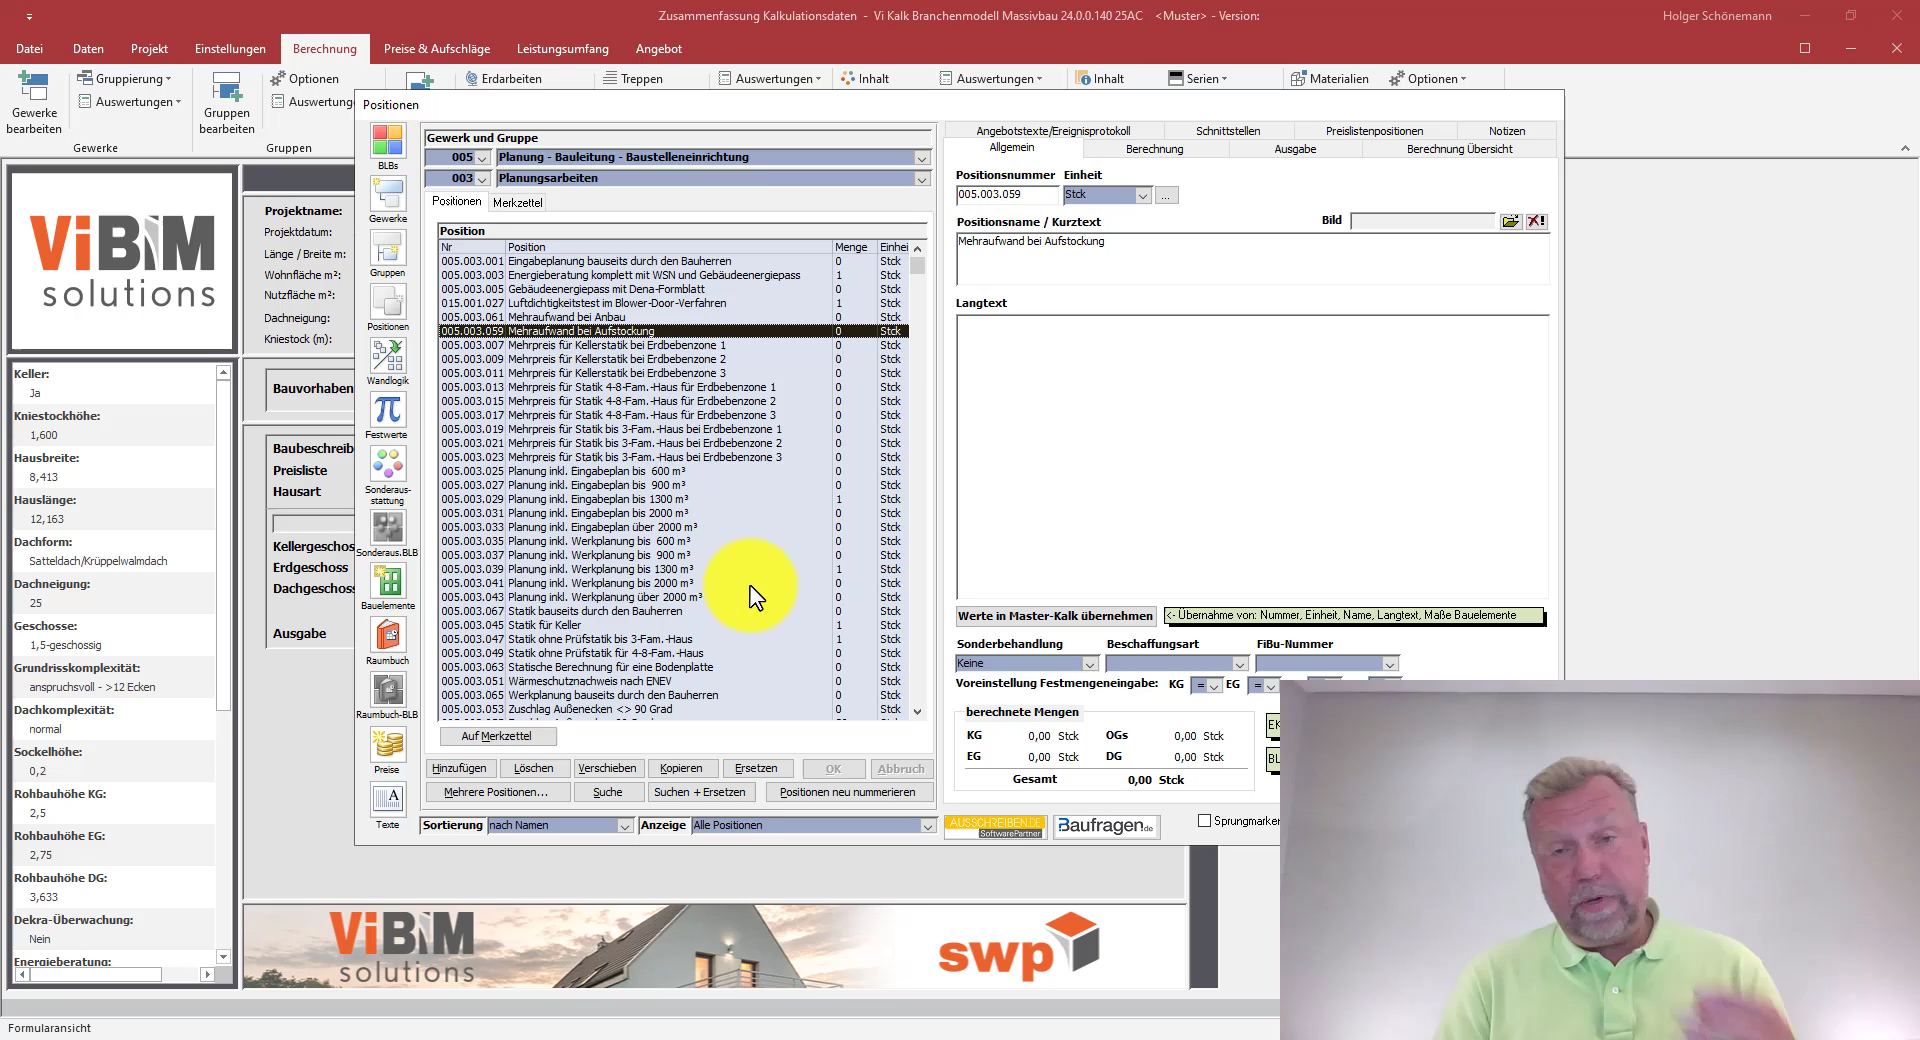 Zusammenfassung Kalkulationsdaten - Vi Kalk Branchenmodell Massivbau 24.0.0.140 25AC <Muster> - Version:
Holger Schönemann
Datei Daten Projekt Einstellungen Berechnung Preise & Aufschläge Leistungsumfang Angebot
Gewerke bearbeiten
Gruppierung
Auswertungen
Gewerke
Gruppen bearbeiten
Optionen
Auswertung
Gruppen
Erdarbeiten
Treppen
Auswertungen
Inhalt
Auswertungen
Inhalt
Serien
Materialien
Optionen
ViBiM
solutions
Projektname:
Projektdatum:
Länge / Breite m:
Wohnfläche m²:
Nutzfläche m²:
Dachneigung:
Kniestock (m):
Bauvorhaben
Baubeschreib
Preisliste
Hausart
Kellergeschos
Erdgeschoss
Dachgeschoss
Ausgabe
Keller:
Ja
Kniestockhöhe:
1,600
Hausbreite:
8,413
Hauslänge:
12,163
Dachform:
Satteldach/Krüppelwalmdach
Dachneigung:
25
Geschosse:
1,5-geschossig
Grundrisskomplexität:
anspruchsvoll - >12 Ecken
Dachkomplexität:
normal
Sockelhöhe:
0,2
Rohbauhöhe KG:
2,5
Rohbauhöhe EG:
2,75
Rohbauhöhe DG:
3,633
Dekra-Überwachung:
Nein
Energieberatung:
Formularansicht
Positionen
BLBs
Gewerke
Gruppen
Positionen
Wandlogik
Festwerte
Sonderaus-
stattung
Sonderaus.BLB
Bauelemente
Raumbuch
Raumbuch-BLB
Preise
Texte
Gewerk und Gruppe
005 Planung - Bauleitung - Baustelleneinrichtung
003 Planungsarbeiten
Positionen Merkzettel
Position
Nr Position Menge Einhei
005.003.001 Eingabeplanung bauseits durch den Bauherren 0 Stck
005.003.003 Energieberatung komplett mit WSN und Gebäudeenergiepass 1 Stck
005.003.005 Gebäudeenergiepass mit Dena-Formblatt 0 Stck
015.001.027 Luftdichtigkeitstest im Blower-Door-Verfahren 1 Stck
005.003.061 Mehraufwand bei Anbau 0 Stck
005.003.059 Mehraufwand bei Aufstockung 0 Stck
005.003.007 Mehrpreis für Kellerstatik bei Erdbebenzone 1 0 Stck
005.003.009 Mehrpreis für Kellerstatik bei Erdbebenzone 2 0 Stck
005.003.011 Mehrpreis für Kellerstatik bei Erdbebenzone 3 0 Stck
005.003.013 Mehrpreis für Statik 4-8-Fam.-Haus für Erdbebenzone 1 0 Stck
005.003.015 Mehrpreis für Statik 4-8-Fam.-Haus für Erdbebenzone 2 0 Stck
005.003.017 Mehrpreis für Statik 4-8-Fam.-Haus für Erdbebenzone 3 0 Stck
005.003.019 Mehrpreis für Statik bis 3-Fam.-Haus bei Erdbebenzone 1 0 Stck
005.003.021 Mehrpreis für Statik bis 3-Fam.-Haus bei Erdbebenzone 2 0 Stck
005.003.023 Mehrpreis für Statik bis 3-Fam.-Haus bei Erdbebenzone 3 0 Stck
005.003.025 Planung inkl. Eingabeplan bis 600 m³ 0 Stck
005.003.027 Planung inkl. Eingabeplan bis 900 m³ 0 Stck
005.003.029 Planung inkl. Eingabeplan bis 1300 m³ 1 Stck
005.003.031 Planung inkl. Eingabeplan bis 2000 m³ 0 Stck
005.003.033 Planung inkl. Eingabeplan über 2000 m³ 0 Stck
005.003.035 Planung inkl. Werkplanung bis 600 m³ 0 Stck
005.003.037 Planung inkl. Werkplanung bis 900 m³ 0 Stck
005.003.039 Planung inkl. Werkplanung bis 1300 m³ 1 Stck
005.003.041 Planung inkl. Werkplanung bis 2000 m³ 0 Stck
005.003.043 Planung inkl. Werkplanung über 2000 m³ 0 Stck
005.003.067 Statik bauseits durch den Bauherren 0 Stck
005.003.045 Statik für Keller 1 Stck
005.003.047 Statik ohne Prüfstatik bis 3-Fam.-Haus 1 Stck
005.003.049 Statik ohne Prüfstatik für 4-8-Fam.-Haus 0 Stck
005.003.063 Statische Berechnung für eine Bodenplatte 0 Stck
005.003.051 Wärmeschutznachweis nach ENEV 0 Stck
005.003.065 Werkplanung bauseits durch den Bauherren 0 Stck
005.003.053 Zuschlag Außenecken <> 90 Grad 0 Stck
Auf Merkzettel
Hinzufügen Löschen Verschieben Kopieren Ersetzen OK Abbruch
Mehrere Positionen... Suche Suchen + Ersetzen Positionen neu nummerieren
Sortierung nach Namen Anzeige Alle Positionen
Angebotstexte/Ereignisprotokoll Schnittstellen Preislistenpositionen Notizen
Allgemein Berechnung Ausgabe Berechnung Übersicht
Positionsnummer Einheit
005.003.059 Stck ...
Positionsname / Kurztext Bild
Mehraufwand bei Aufstockung
Langtext
Werte in Master-Kalk übernehmen <- Übernahme von: Nummer, Einheit, Name, Langtext, Maße Bauelemente
Sonderbehandlung Beschaffungsart FiBu-Nummer
Keine
Voreinstellung Festmengeneingabe: KG = EG =
berechnete Mengen
KG 0,00 Stck OGs 0,00 Stck
EG 0,00 Stck DG 0,00 Stck
Gesamt 0,00 Stck
EK
BL
AUSSCHREIBEN.DE
SoftwarePartner
Baufragen.de
Sprungmarken
ViBiM
solutions
swp